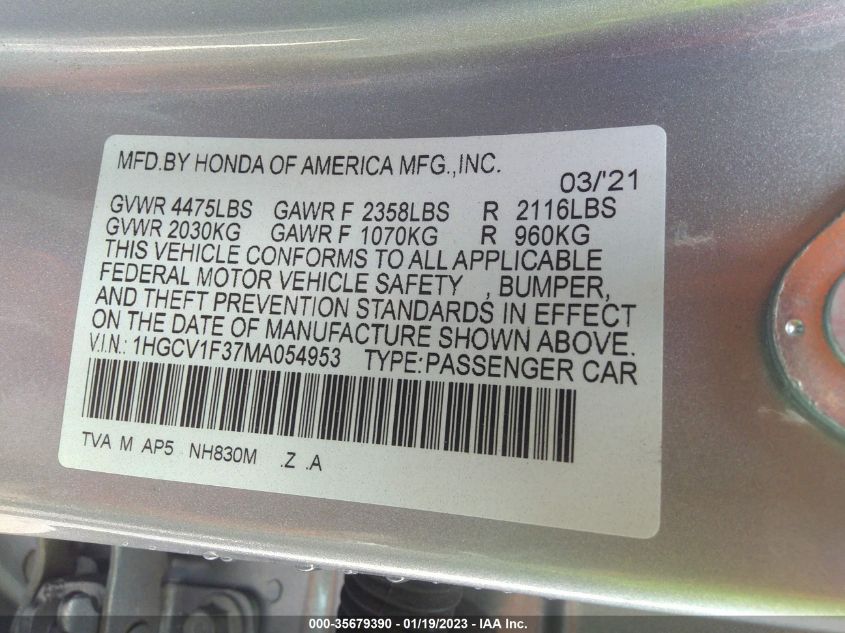 MFD.BY HONDA OF AMERICA MFG.,INC.
03/'21
GVWR 4475LBS GAWR F 2358LBS R 2116LBS
GVWR 2030KG GAWR F 1070KG R 960KG
THIS VEHICLE CONFORMS TO ALL APPLICABLE
FEDERAL MOTOR VEHICLE SAFETY , BUMPER,
AND THEFT PREVENTION STANDARDS IN EFFECT
ON THE DATE OF MANUFACTURE SHOWN ABOVE.
V.I.N.: 1HGCV1F37MA054953 TYPE:PASSENGER CAR
TVA M AP5 NH830M .Z .A
000-35679390 - 01/19/2023 - IAA Inc.